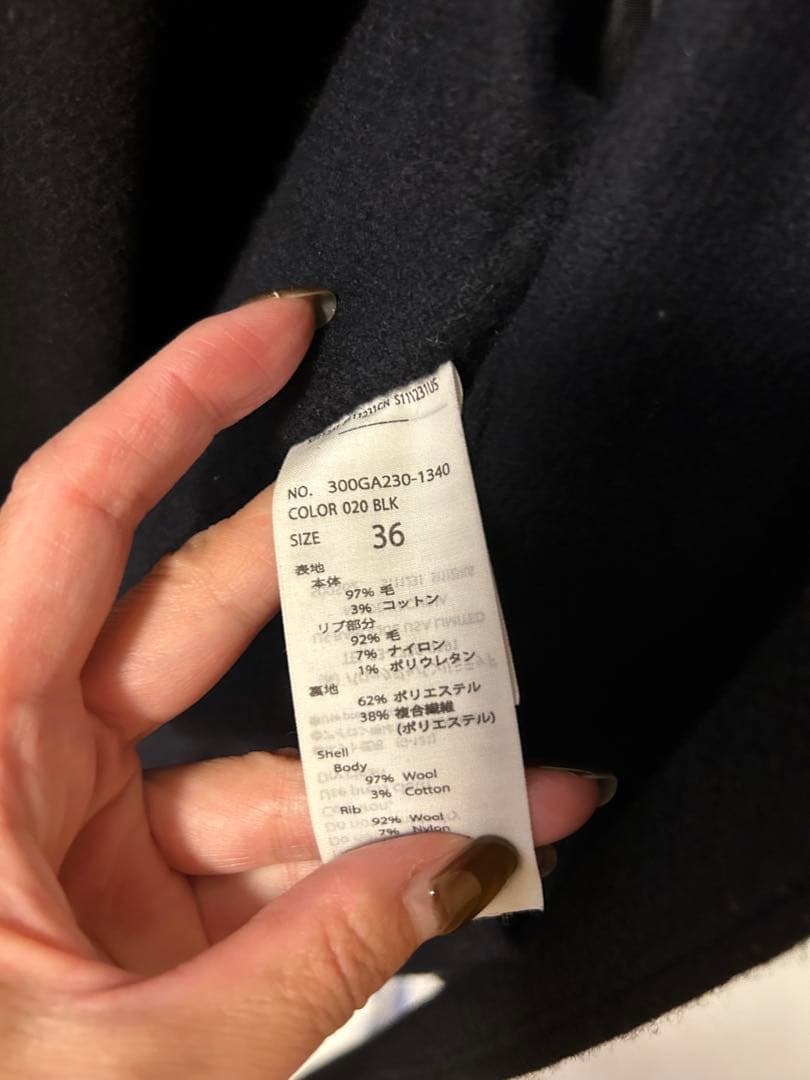 S111231US
NO. 300GA230-1340
COLOR 020 BLK
SIZE 36
表地
本体
97% 毛
3% コットン
リブ部分
92% 毛
7% ナイロン
1% ポリウレタン
裏地
62% ポリエステル
38% 複合繊維
(ポリエステル)
Shell
Body
97% Wool
3% Cotton
Rib
92% Wool
7% Nylon